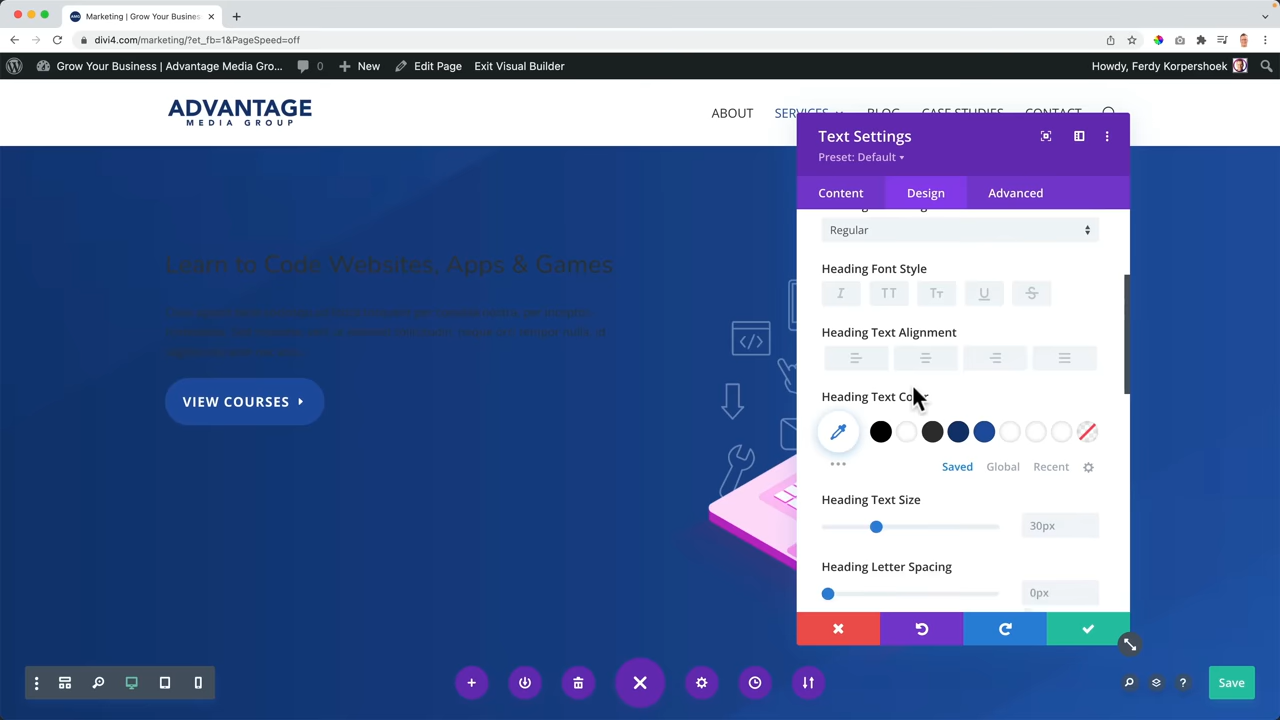 Marketing | Grow Your Busines
divi4.com/marketing/?et_fb=1&PageSpeed=off
Grow Your Business | Advantage Media Gro... 0 New Edit Page Exit Visual Builder Howdy, Ferdy Korpershoek
ADVANTAGE
MEDIA GROUP
ABOUT SERVICES BLOG CASE STUDIES CONTACT
Text Settings
Preset: Default
Content Design Advanced
Regular
Heading Font Style
Heading Text Alignment
Heading Text Color
Saved Global Recent
Heading Text Size
30px
Heading Letter Spacing
0px
Learn to Code Websites, Apps & Games
VIEW COURSES
Save